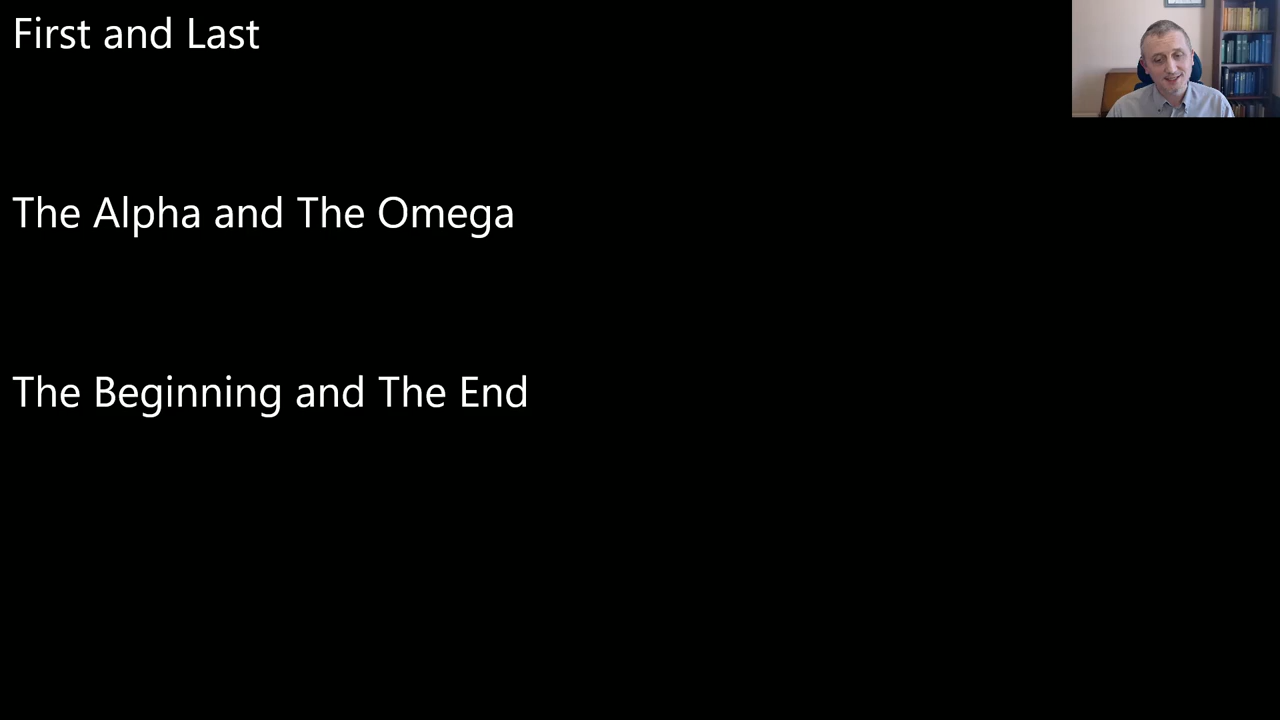 First and Last
The Alpha and The Omega
The Beginning and The End